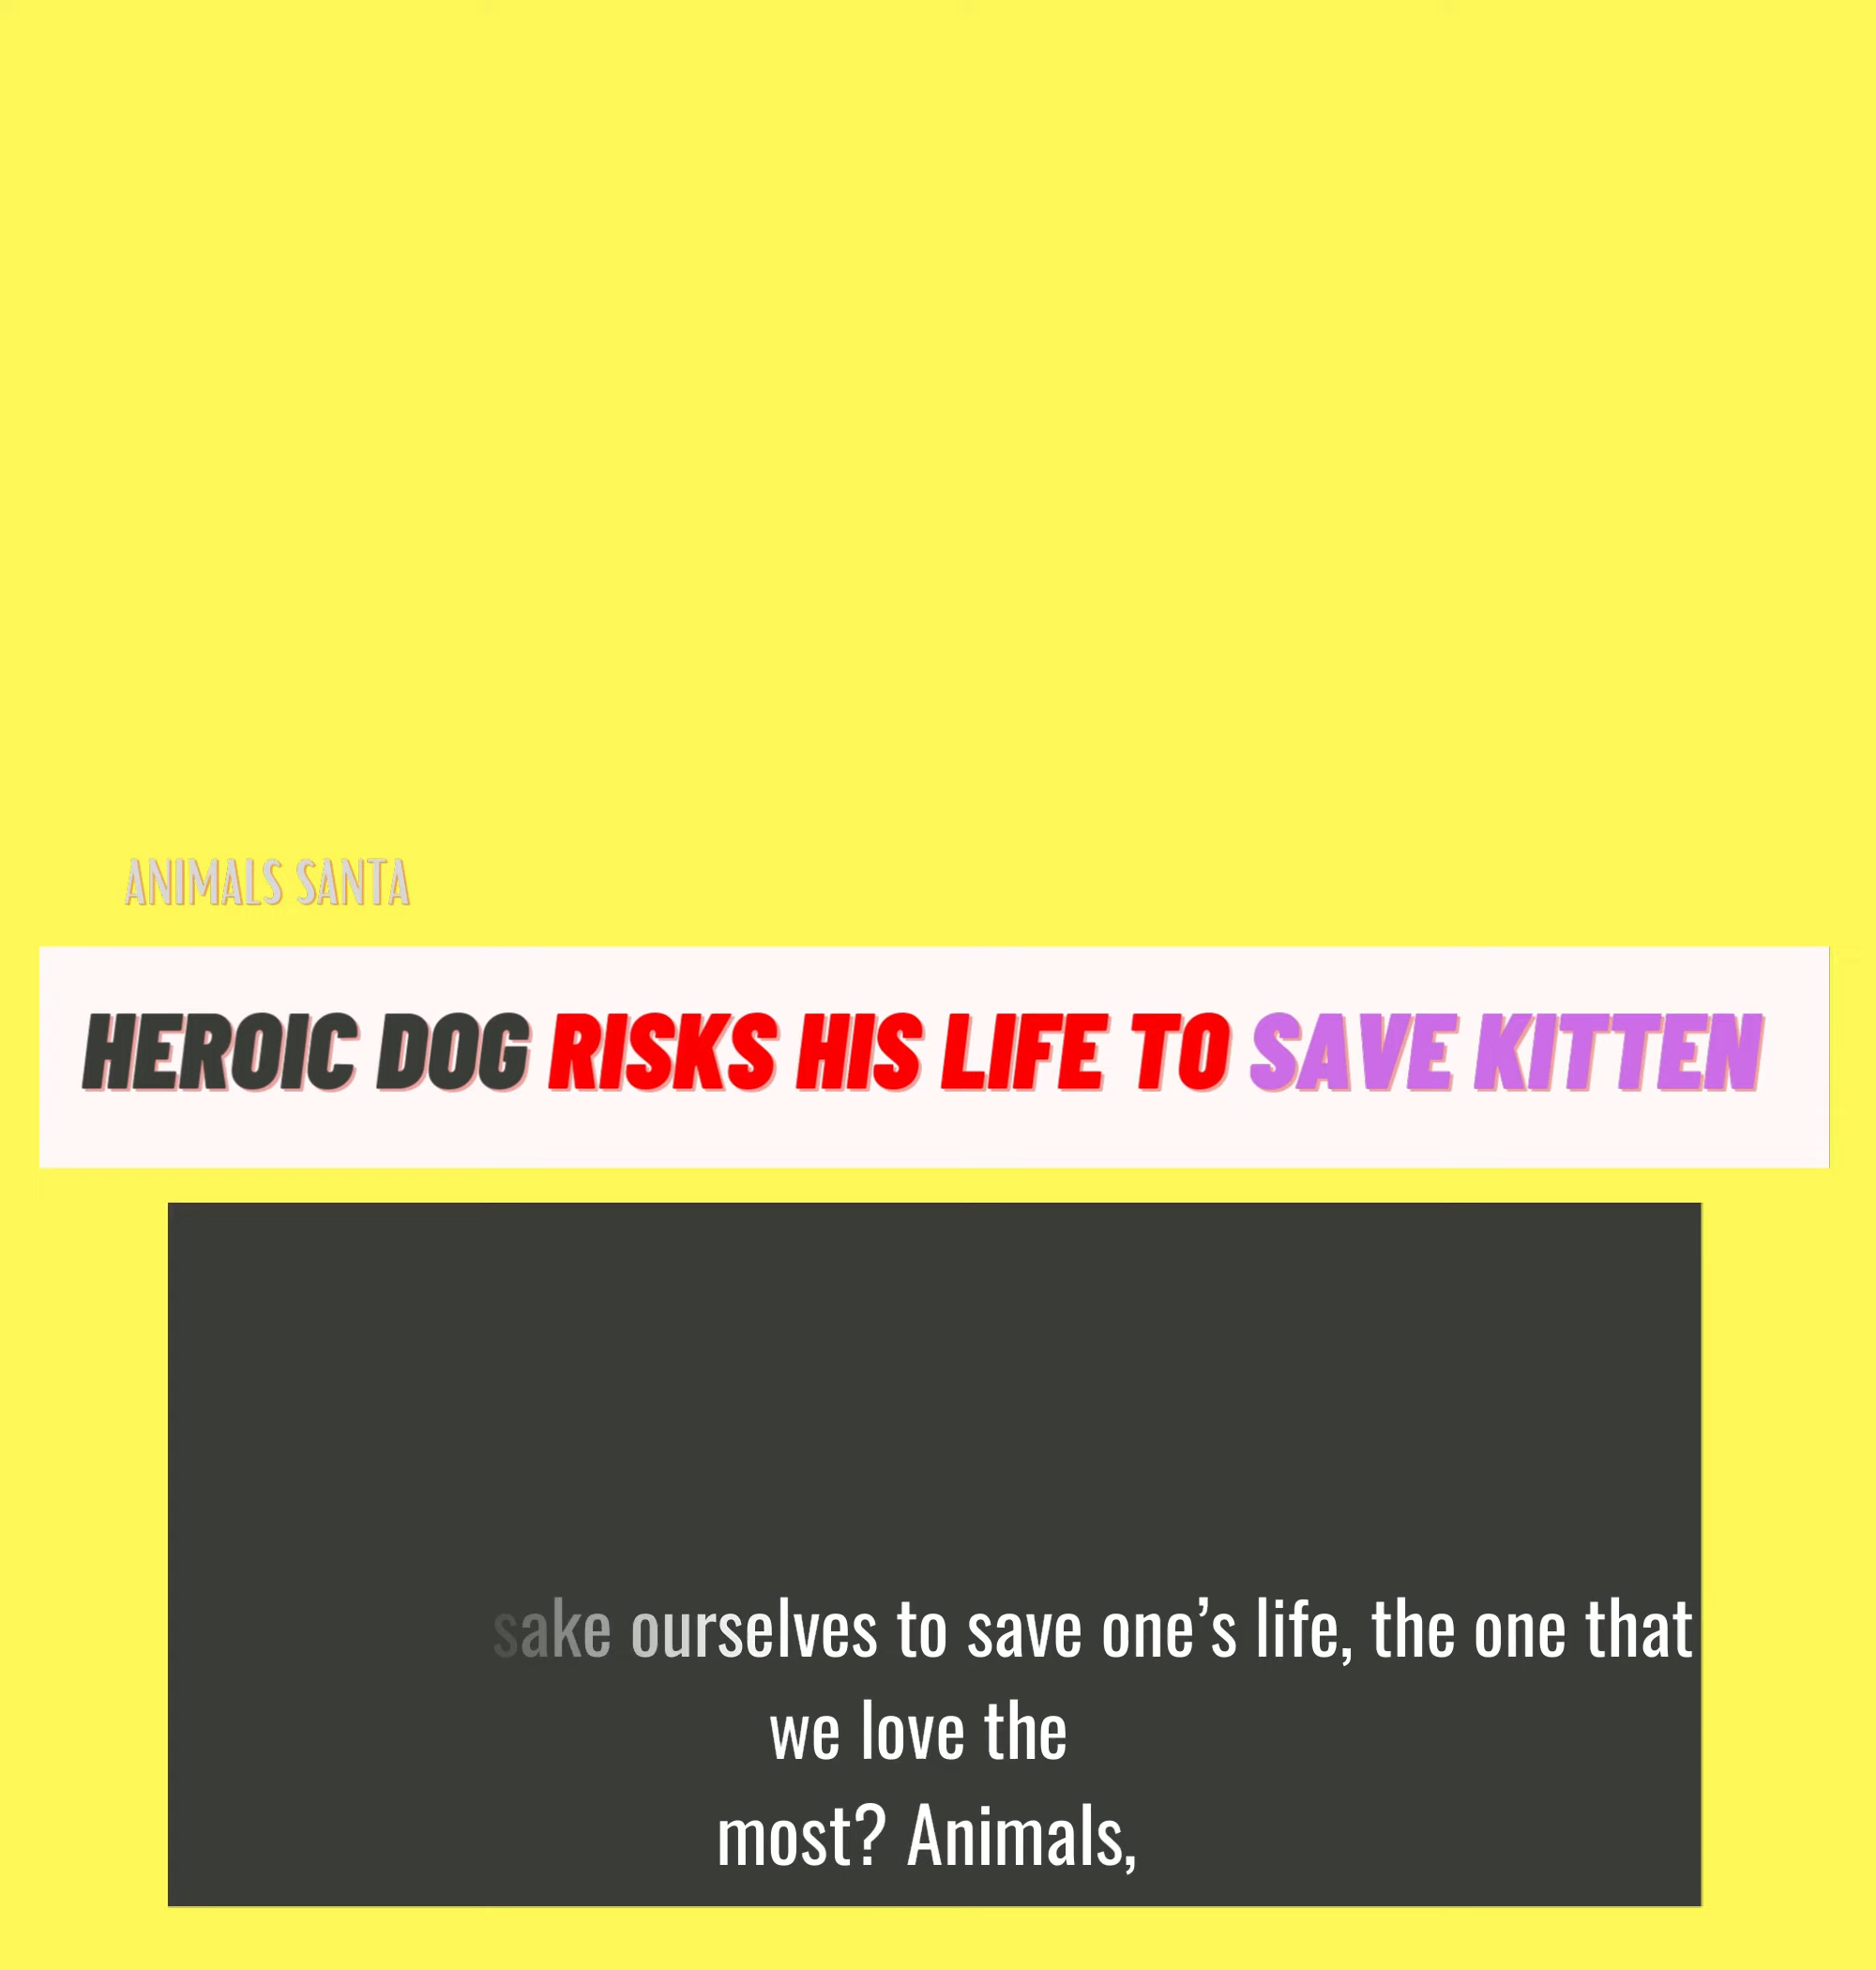 ANIMALS SANTA
HEROIC DOG RISKS HIS LIFE TO SAVE KITTEN
sake ourselves to save one’s life, the one that
we love the
most? Animals,